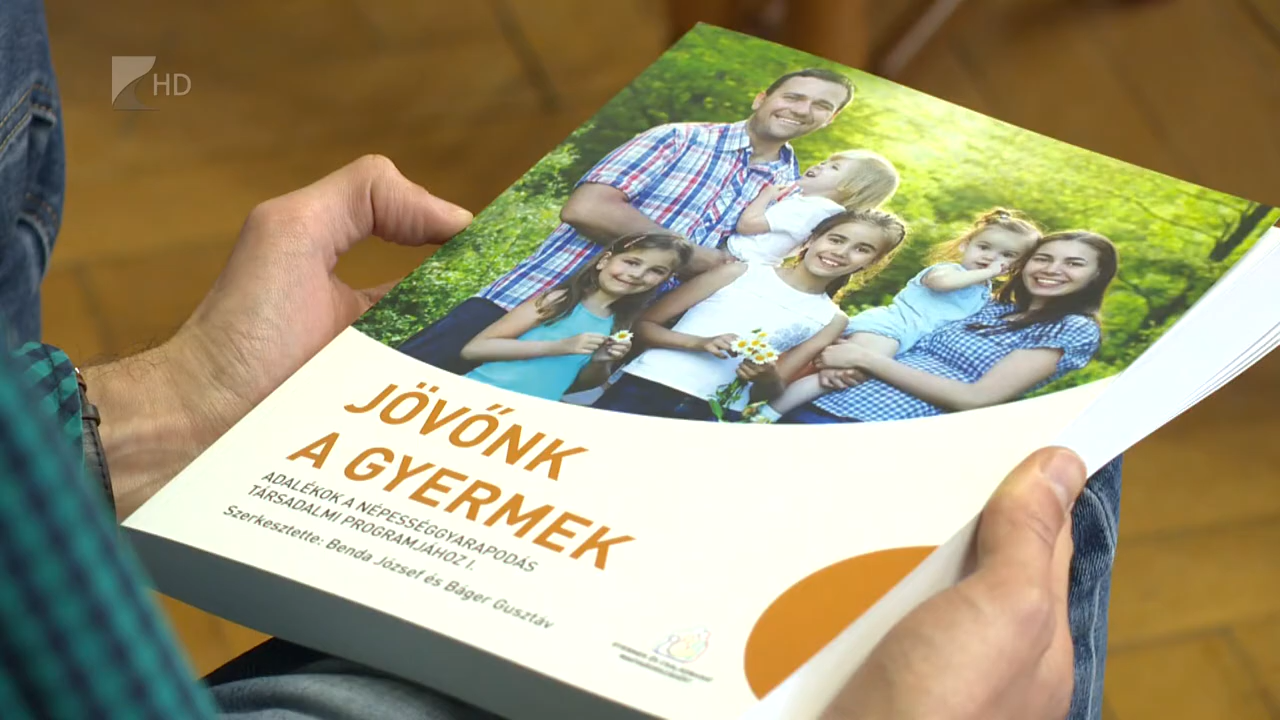 HD
JÖVŐNK
A GYERMEK
ADALÉKOK A NÉPESSÉGGYARAPODÁS
TÁRSADALMI PROGRAMJÁHOZ I.
Szerkesztette: Benda József és Báger Gusztáv